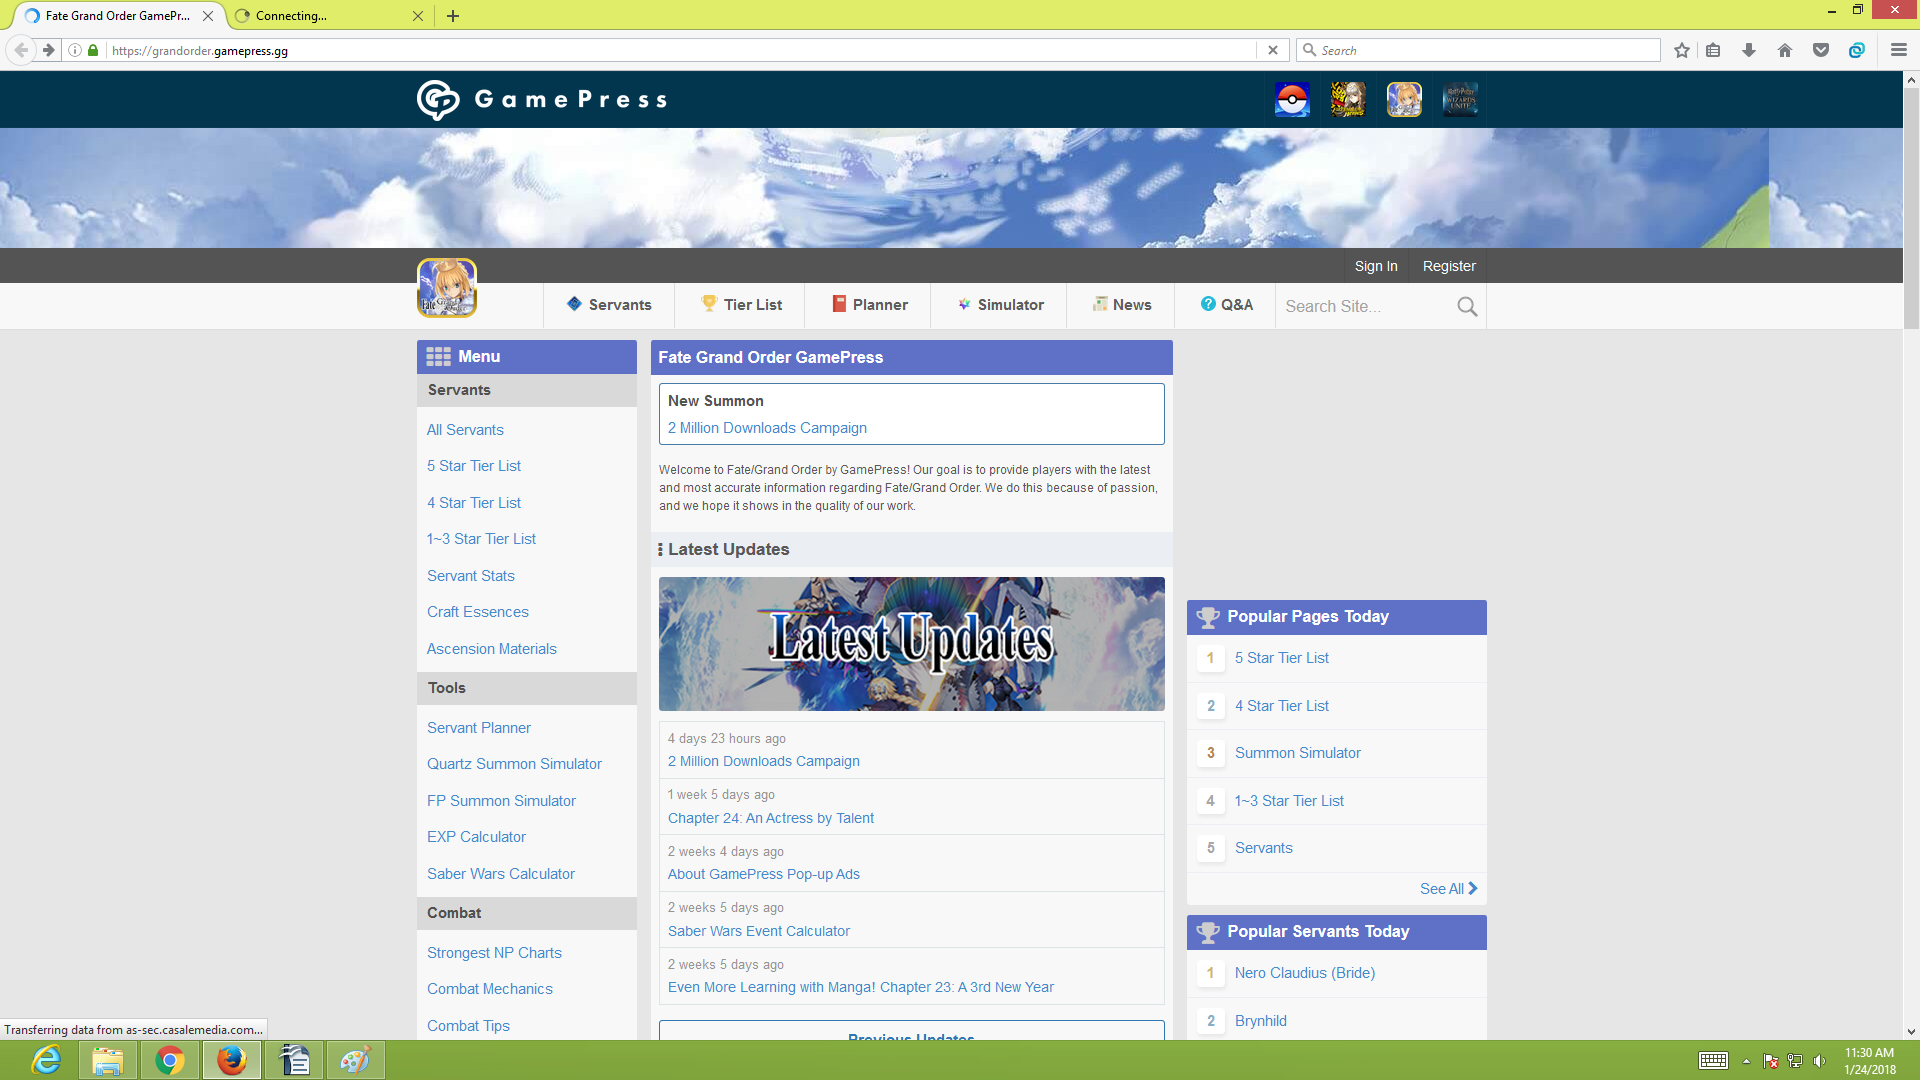 Fate Grand Order GamePr...
Connecting...
https://grandorder.gamepress.gg
Search
GamePress
Sign In
Register
Servants
Tier List
Planner
Simulator
News
Q&A
Search Site...
Menu
Servants
All Servants
5 Star Tier List
4 Star Tier List
1~3 Star Tier List
Servant Stats
Craft Essences
Ascension Materials
Tools
Servant Planner
Quartz Summon Simulator
FP Summon Simulator
EXP Calculator
Saber Wars Calculator
Combat
Strongest NP Charts
Combat Mechanics
Combat Tips
Fate Grand Order GamePress
New Summon
2 Million Downloads Campaign
Welcome to Fate/Grand Order by GamePress! Our goal is to provide players with the latest
and most accurate information regarding Fate/Grand Order. We do this because of passion,
and we hope it shows in the quality of our work.
Latest Updates
Latest Updates
4 days 23 hours ago
2 Million Downloads Campaign
1 week 5 days ago
Chapter 24: An Actress by Talent
2 weeks 4 days ago
About GamePress Pop-up Ads
2 weeks 5 days ago
Saber Wars Event Calculator
2 weeks 5 days ago
Even More Learning with Manga! Chapter 23: A 3rd New Year
Previous Updates
Popular Pages Today
1 5 Star Tier List
2 4 Star Tier List
3 Summon Simulator
4 1~3 Star Tier List
5 Servants
See All
Popular Servants Today
1 Nero Claudius (Bride)
2 Brynhild
Transferring data from as-sec.casalemedia.com...
11:30 AM
1/24/2018